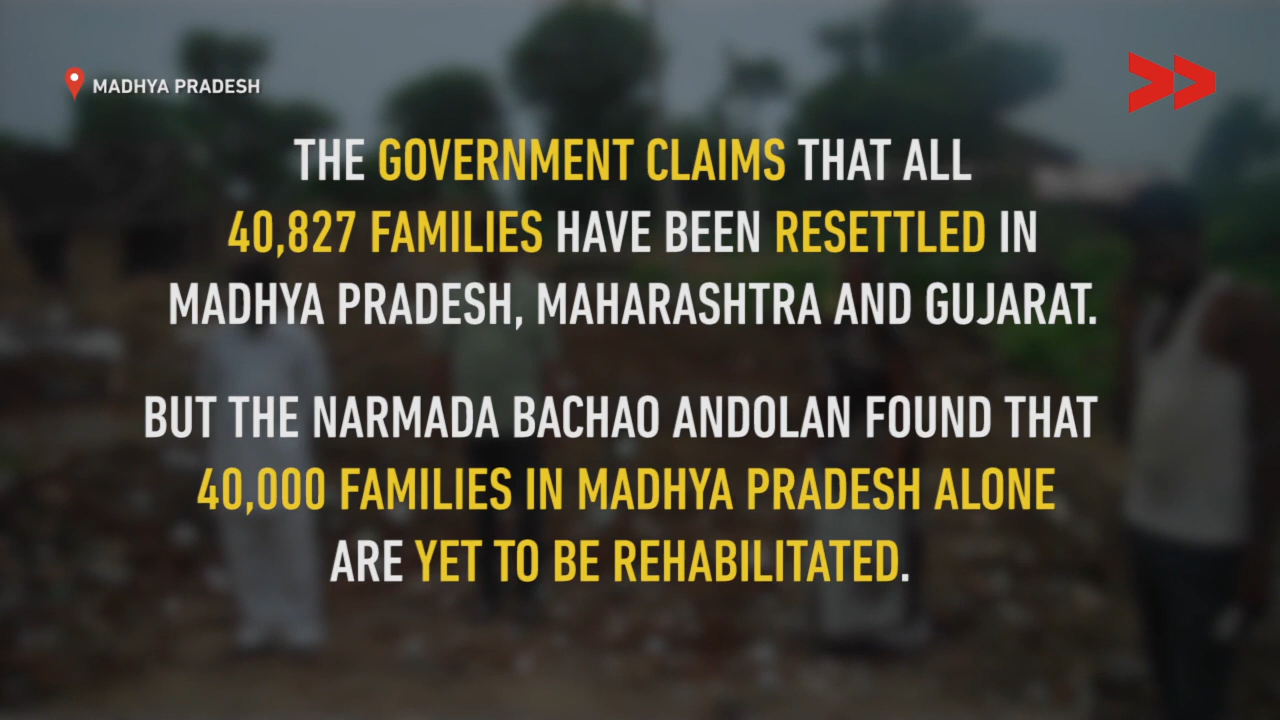 MADHYA PRADESH
THE GOVERNMENT CLAIMS THAT ALL
40,827 FAMILIES HAVE BEEN RESETTLED IN
MADHYA PRADESH, MAHARASHTRA AND GUJARAT.
BUT THE NARMADA BACHAO ANDOLAN FOUND THAT
40,000 FAMILIES IN MADHYA PRADESH ALONE
ARE YET TO BE REHABILITATED.